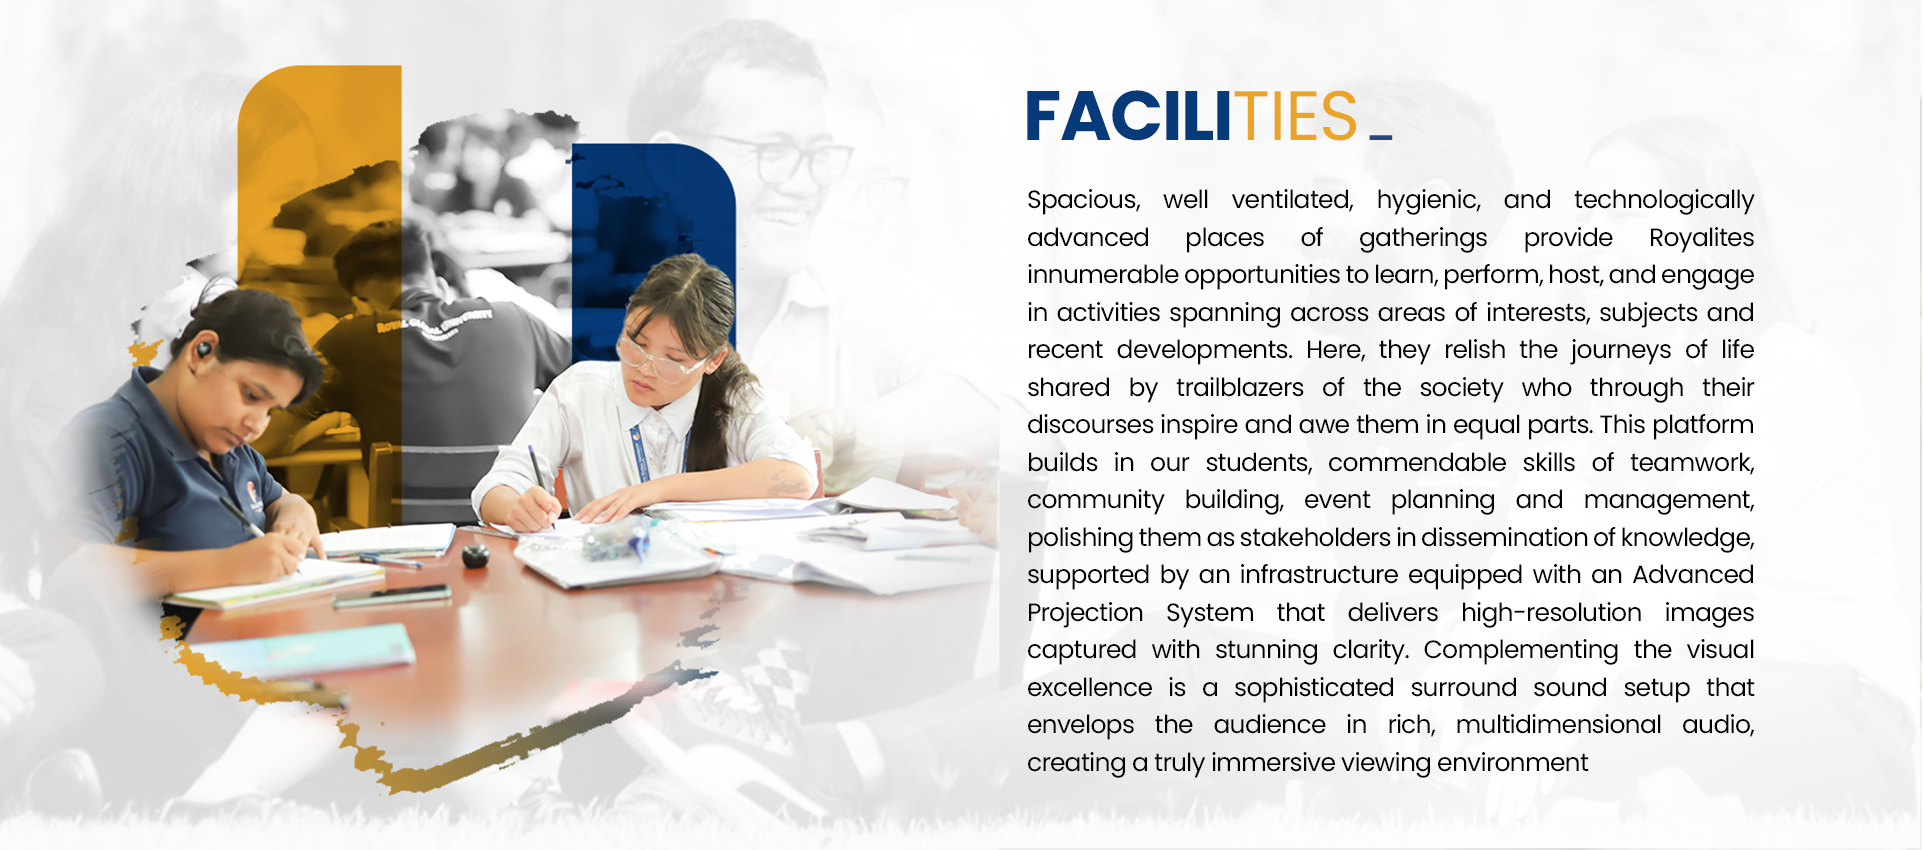 FACILITIES _
Spacious, well ventilated, hygienic, and technologically
advanced places of gatherings provide Royalites
innumerable opportunities to learn, perform, host, and engage
in activities spanning across areas of interests, subjects and
recent developments. Here, they relish the journeys of life
shared by trailblazers of the society who through their
discourses inspire and awe them in equal parts. This platform
builds in our students, commendable skills of teamwork,
community building, event planning and management,
polishing them as stakeholders in dissemination of knowledge,
supported by an infrastructure equipped with an Advanced
Projection System that delivers high-resolution images
captured with stunning clarity. Complementing the visual
excellence is a sophisticated surround sound setup that
envelops the audience in rich, multidimensional audio,
creating a truly immersive viewing environment
ROYAL GLOBAL UNIVERSITY